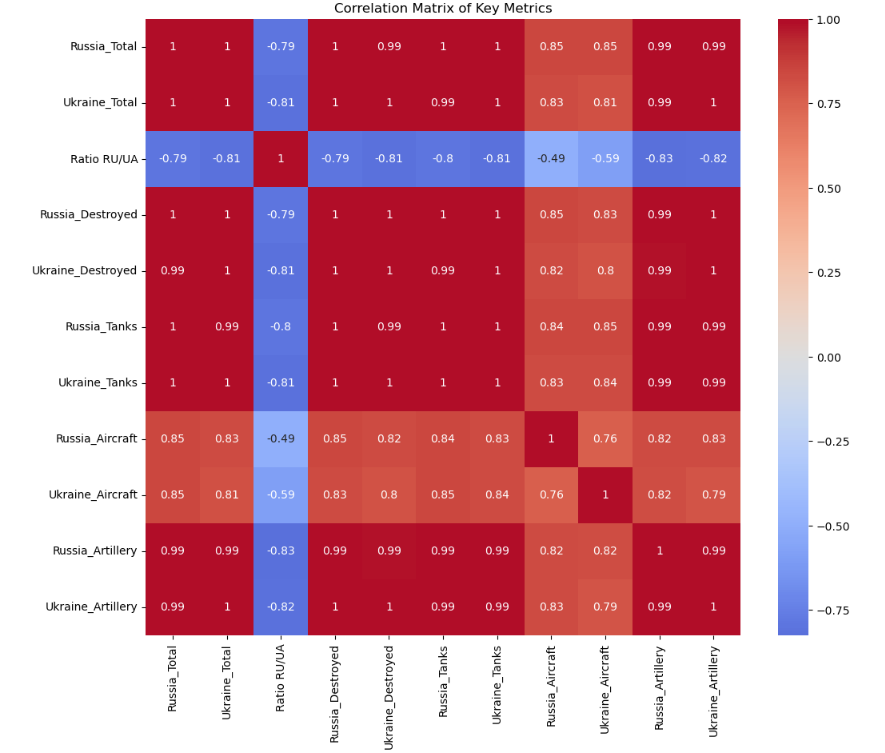 Correlation Matrix of Key Metrics
Russia_Total 1 1 -0.79 1 0.99 1 1 0.85 0.85 0.99 0.99
Ukraine_Total 1 1 -0.81 1 1 0.99 1 0.83 0.81 0.99 1
Ratio RU/UA -0.79 -0.81 1 -0.79 -0.81 -0.8 -0.81 -0.49 -0.59 -0.83 -0.82
Russia_Destroyed 1 1 -0.79 1 1 1 1 0.85 0.83 0.99 1
Ukraine_Destroyed 0.99 1 -0.81 1 1 0.99 1 0.82 0.8 0.99 1
Russia_Tanks 1 0.99 -0.8 1 0.99 1 1 0.84 0.85 0.99 0.99
Ukraine_Tanks 1 1 -0.81 1 1 1 1 0.83 0.84 0.99 0.99
Russia_Aircraft 0.85 0.83 -0.49 0.85 0.82 0.84 0.83 1 0.76 0.82 0.83
Ukraine_Aircraft 0.85 0.81 -0.59 0.83 0.8 0.85 0.84 0.76 1 0.82 0.79
Russia_Artillery 0.99 0.99 -0.83 0.99 0.99 0.99 0.99 0.82 0.82 1 0.99
Ukraine_Artillery 0.99 1 -0.82 1 1 0.99 0.99 0.83 0.79 0.99 1
Russia_Total
Ukraine_Total
Ratio RU/UA
Russia_Destroyed
Ukraine_Destroyed
Russia_Tanks
Ukraine_Tanks
Russia_Aircraft
Ukraine_Aircraft
Russia_Artillery
Ukraine_Artillery
1.00
0.75
0.50
0.25
0.00
−0.25
−0.50
−0.75